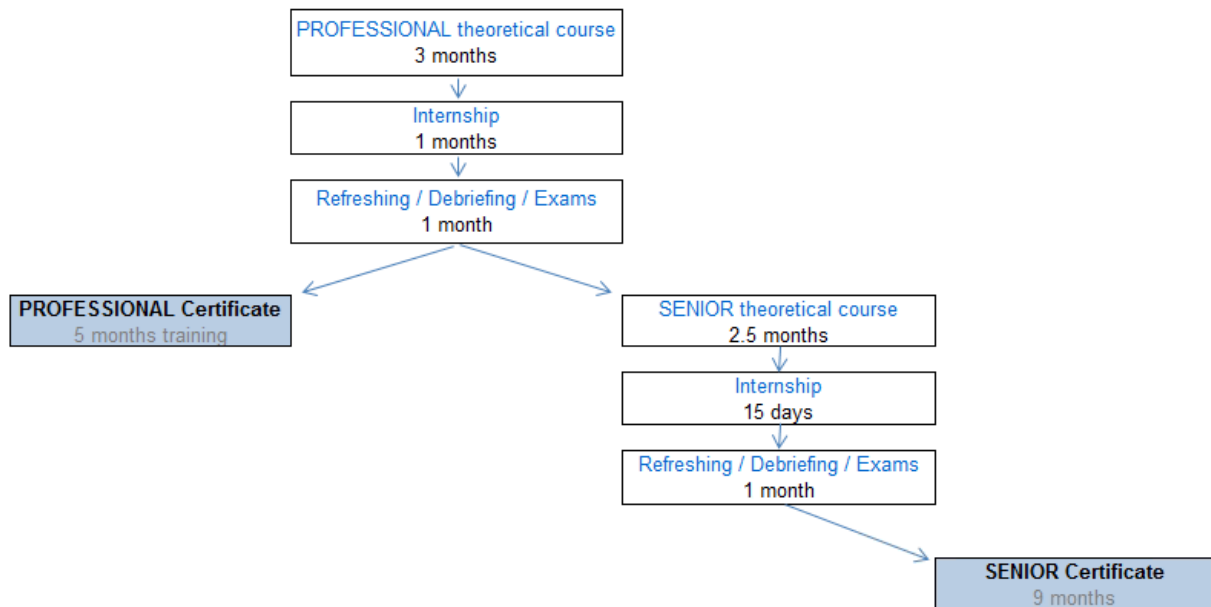 PROFESSIONAL theoretical course
3 months
Internship
1 months
Refreshing / Debriefing / Exams
1 month
PROFESSIONAL Certificate
5 months training
SENIOR theoretical course
2.5 months
Internship
15 days
Refreshing / Debriefing / Exams
1 month
SENIOR Certificate
9 months